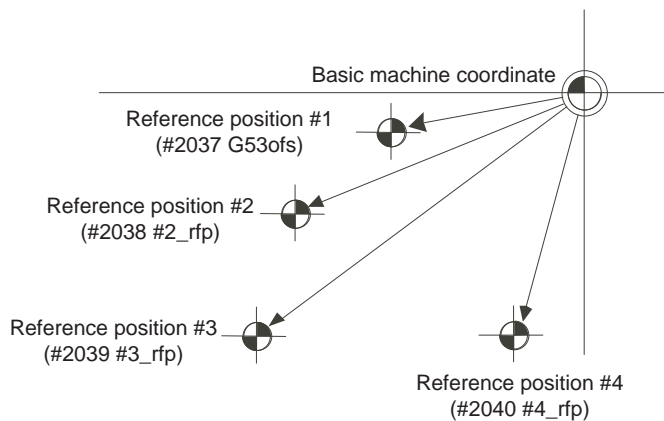 Basic machine coordinate
Reference position #1
(#2037 G53ofs)
Reference position #2
(#2038 #2_rfp)
Reference position #3
(#2039 #3_rfp)
Reference position #4
(#2040 #4_rfp)